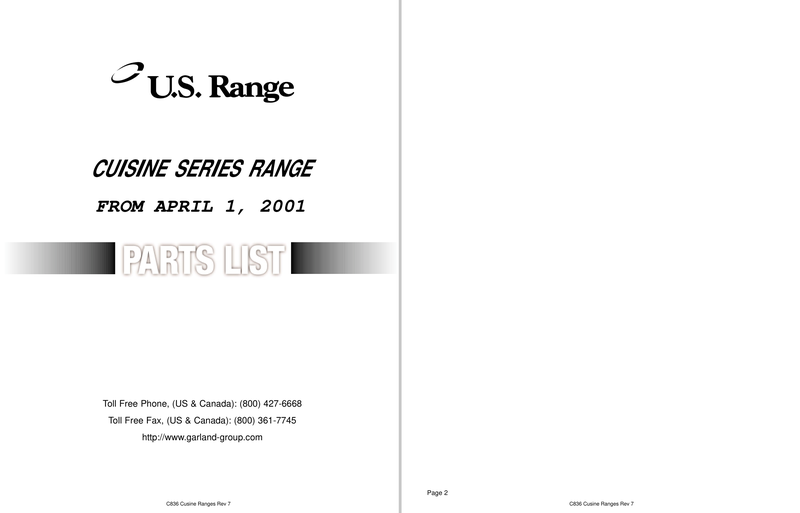 U.S. Range
CUISINE SERIES RANGE
FROM APRIL 1, 2001
PARTS LIST
Toll Free Phone, (US & Canada): (800) 427-6668
Toll Free Fax, (US & Canada): (800) 361-7745
http://www.garland-group.com
C836 Cusine Ranges Rev 7
Page 2
C836 Cusine Ranges Rev 7